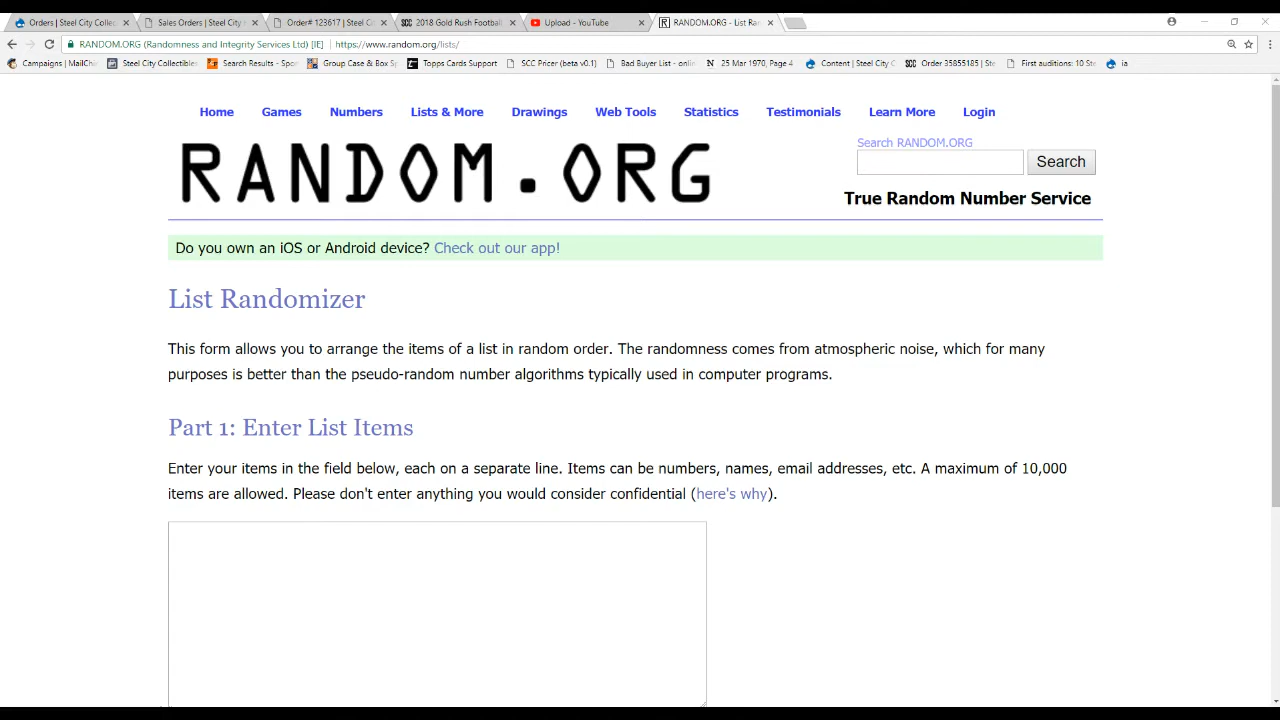 Orders | Steel City Collec
Sales Orders | Steel City
Order# 123617 | Steel Ci
SCC 2018 Gold Rush Football
Upload - YouTube
RANDOM.ORG - List Ra
RANDOM.ORG (Randomness and Integrity Services Ltd) [IE] https://www.random.org/lists/
Campaigns | MailChi
Steel City Collectibles
Search Results - Spo
Group Case & Box S
Topps Cards Support
SCC Pricer (beta v0.1)
Bad Buyer List - onli
25 Mar 1970, Page 4
Content | Steel City C
SCC Order 35855185 | Ste
First auditions: 10 Ste
ia
Home Games Numbers Lists & More Drawings Web Tools Statistics Testimonials Learn More Login
RANDOM.ORG
Search RANDOM.ORG
Search
True Random Number Service
Do you own an iOS or Android device? Check out our app!
List Randomizer
This form allows you to arrange the items of a list in random order. The randomness comes from atmospheric noise, which for many
purposes is better than the pseudo-random number algorithms typically used in computer programs.
Part 1: Enter List Items
Enter your items in the field below, each on a separate line. Items can be numbers, names, email addresses, etc. A maximum of 10,000
items are allowed. Please don't enter anything you would consider confidential (here's why).